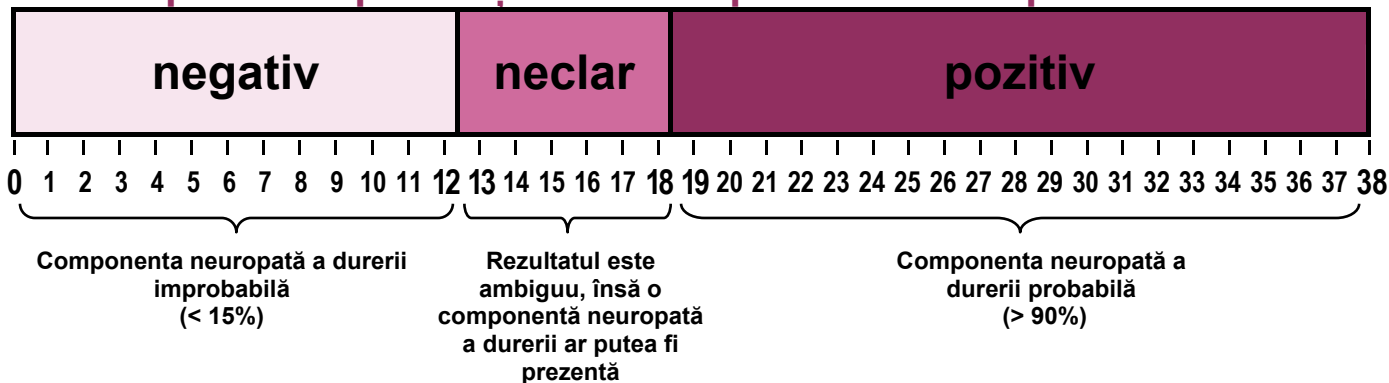 negativ neclar pozitiv
0 1 2 3 4 5 6 7 8 9 10 11 12 13 14 15 16 17 18 19 20 21 22 23 24 25 26 27 28 29 30 31 32 33 34 35 36 37 38
Componenta neuropată a durerii
improbabilă
(< 15%)
Rezultatul este
ambiguu, însă o
componentă neuropată
a durerii ar putea fi
prezentă
Componenta neuropată a
durerii probabilă
(> 90%)